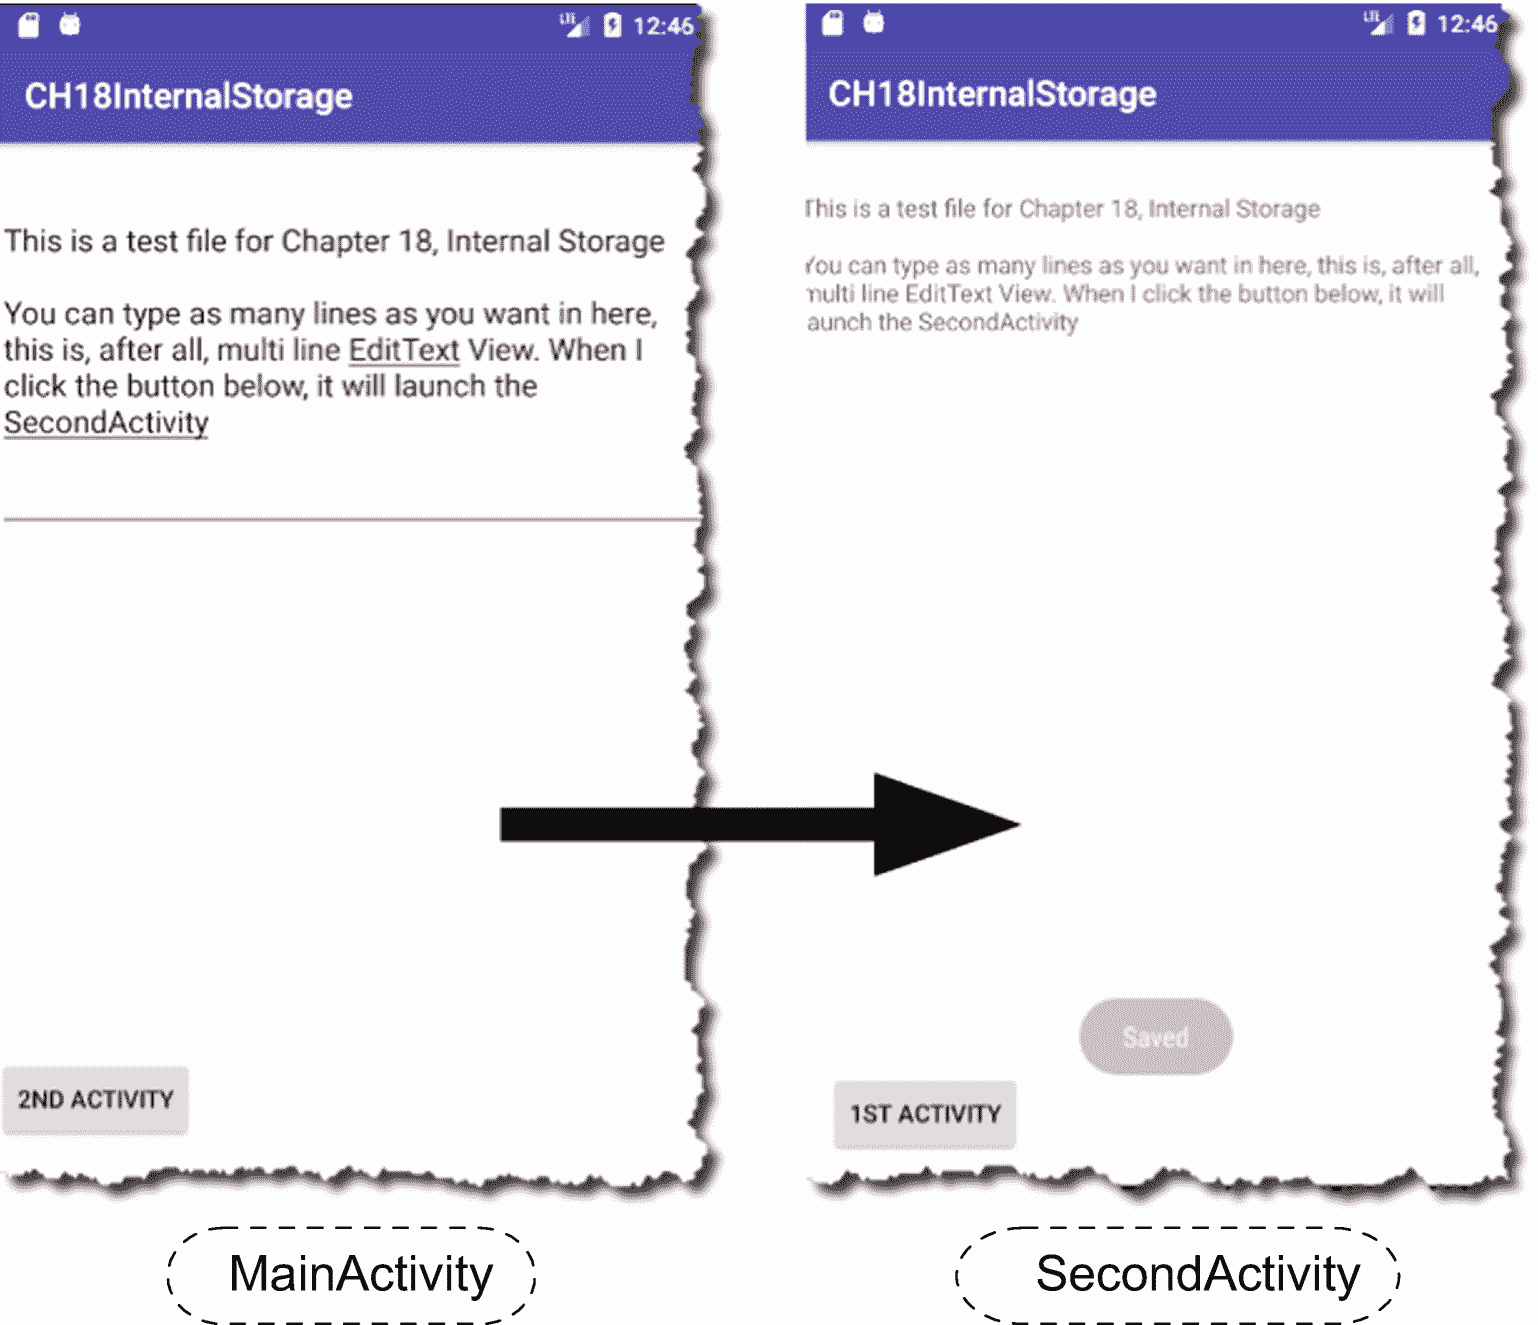 LTE 12:46
CH18InternalStorage
This is a test file for Chapter 18, Internal Storage
You can type as many lines as you want in here,
this is, after all, multi line EditText View. When I
click the button below, it will launch the
SecondActivity
2ND ACTIVITY
MainActivity
LTE 12:46
CH18InternalStorage
This is a test file for Chapter 18, Internal Storage
You can type as many lines as you want in here, this is, after all,
multi line EditText View. When I click the button below, it will
launch the SecondActivity
Saved
1ST ACTIVITY
SecondActivity